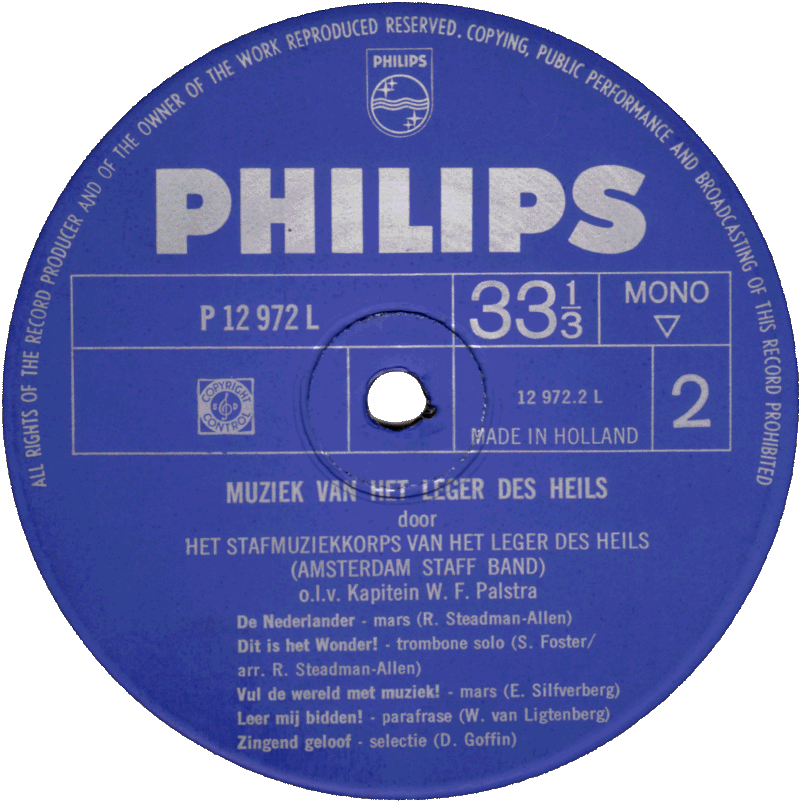 ALL RIGHTS OF THE RECORD PRODUCER AND OF THE OWNER OF THE WORK REPRODUCED RESERVED. COPYING, PUBLIC PERFORMANCE AND BROADCASTING OF THIS RECORD PROHIBITED
PHILIPS
PHILIPS
P 12 972 L
33 1/3
MONO
COPYRIGHT
B D
CONTROL
12 972.2 L
MADE IN HOLLAND
2
MUZIEK VAN HET LEGER DES HEILS
door
HET STAFMUZIEKKORPS VAN HET LEGER DES HEILS
(AMSTERDAM STAFF BAND)
o.l.v. Kapitein W. F. Palstra
De Nederlander - mars (R. Steadman-Allen)
Dit is het Wonder! - trombone solo (S. Foster/
arr. R. Steadman-Allen)
Vul de wereld met muziek! - mars (E. Silfverberg)
Leer mij bidden! - parafrase (W. van Ligtenberg)
Zingend geloof - selectie (D. Goffin)